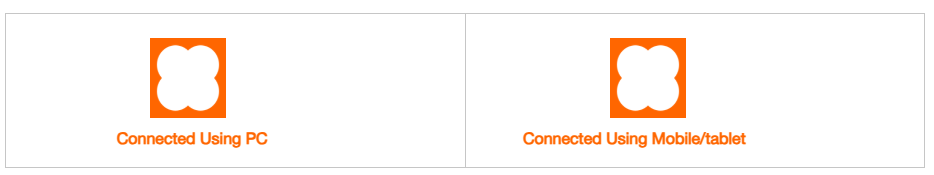 Connected Using PC
Connected Using Mobile/tablet